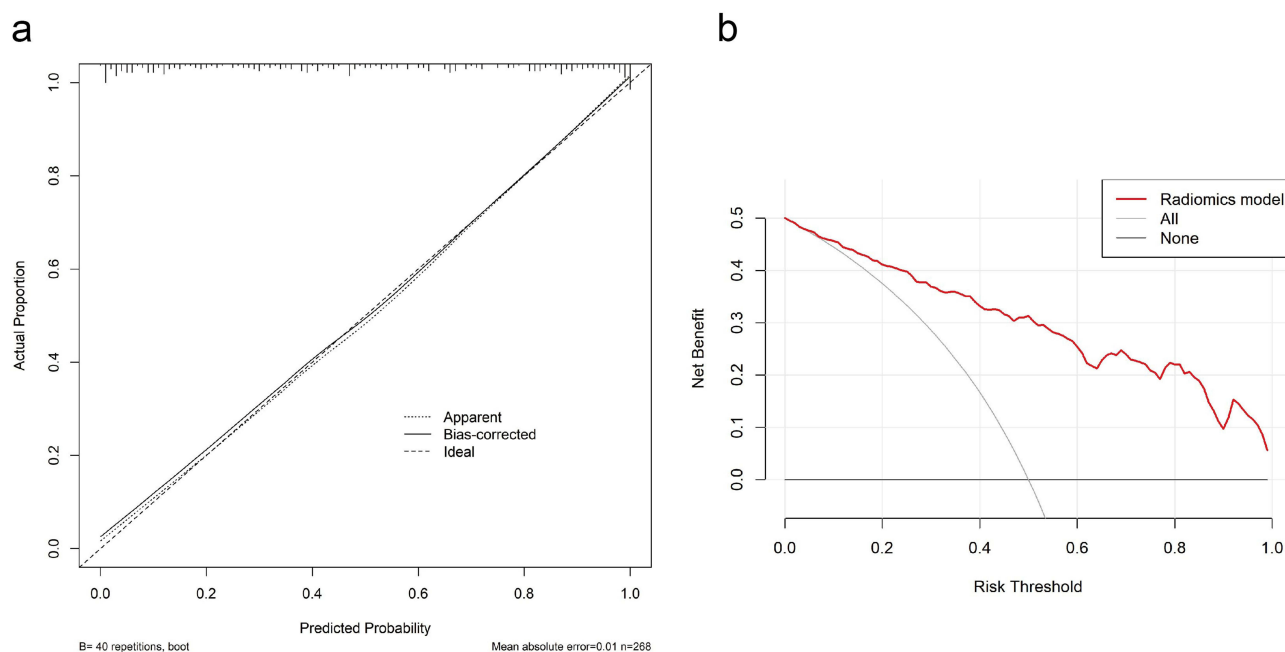 a
1.0
0.8
0.6
0.4
0.2
0.0
Actual Proportion
Apparent
Bias-corrected
Ideal
0.0 0.2 0.4 0.6 0.8 1.0
Predicted Probability
B= 40 repetitions, boot
Mean absolute error=0.01 n=268
b
Radiomics model
All
None
0.5
0.4
0.3
0.2
0.1
0.0
Net Benefit
0.0 0.2 0.4 0.6 0.8 1.0
Risk Threshold